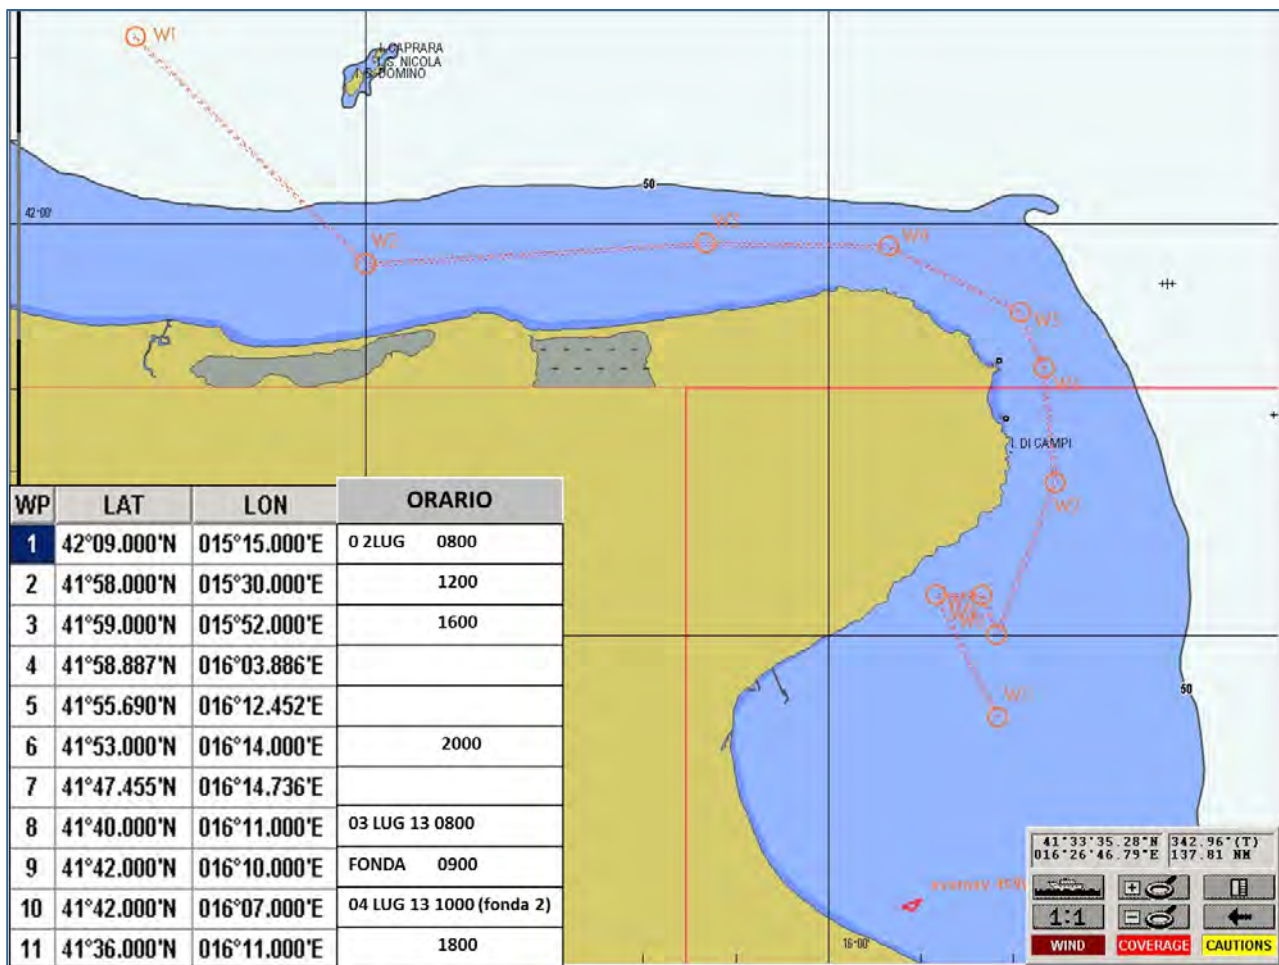 W1
I. CAPRARA
I.S. NICOLA
I. S. DOMINO
50
42°00'
W2
W3
W4
W5
W6
I. DI CAMPI
W7
50
16°00'
WP LAT LON ORARIO
1 42°09.000'N 015°15.000'E 0 2LUG 0800
2 41°58.000'N 015°30.000'E 1200
3 41°59.000'N 015°52.000'E 1600
4 41°58.887'N 016°03.886'E
5 41°55.690'N 016°12.452'E
6 41°53.000'N 016°14.000'E 2000
7 41°47.455'N 016°14.736'E
8 41°40.000'N 016°11.000'E 03 LUG 13 0800
9 41°42.000'N 016°10.000'E FONDA 0900
10 41°42.000'N 016°07.000'E 04 LUG 13 1000 (fonda 2)
11 41°36.000'N 016°11.000'E 1800
41°33'35.28"N 342.96°(T)
016°26'46.79"E 137.81 NM
1:1
WIND COVERAGE CAUTIONS